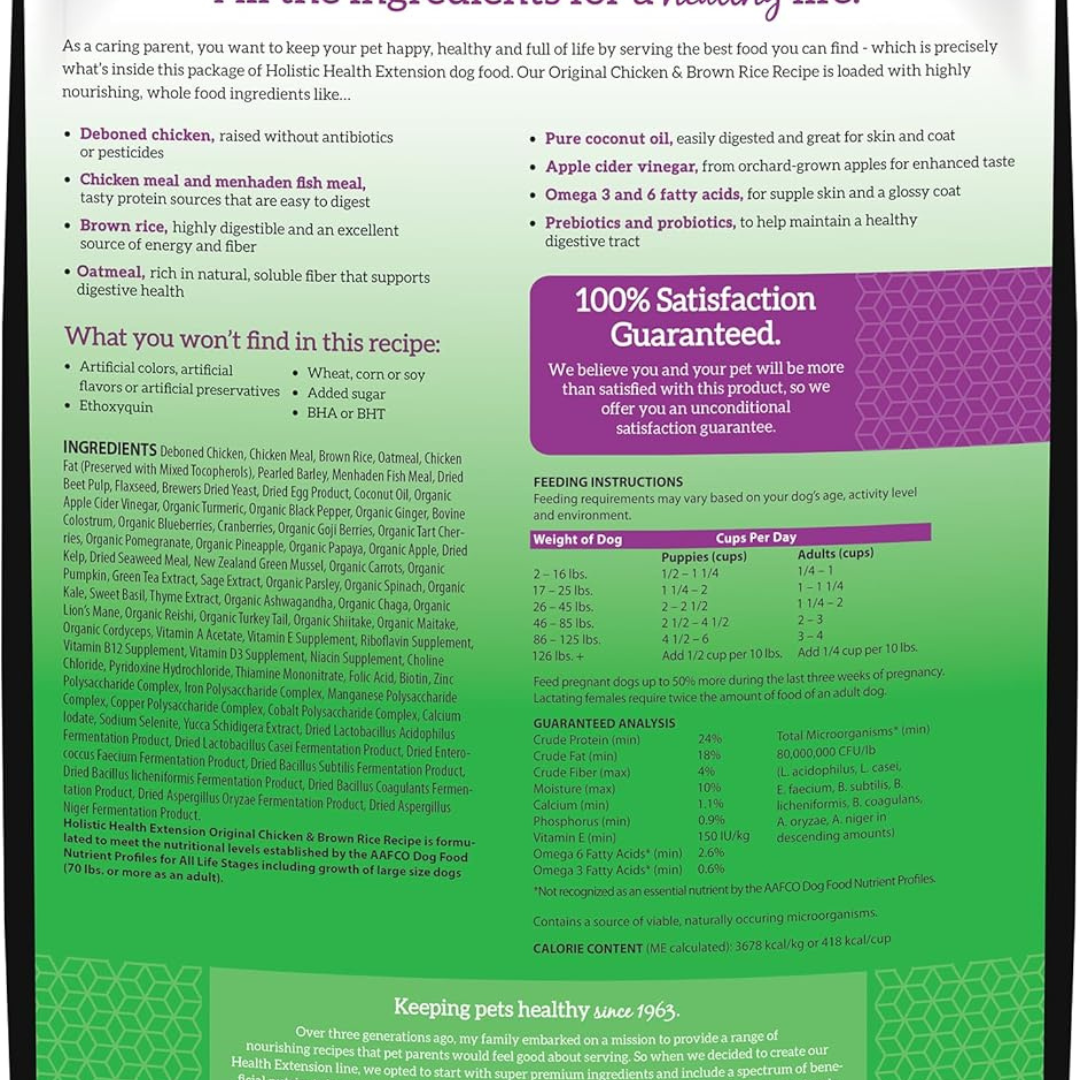 All the ingredients for a healthy life.
As a caring parent, you want to keep your pet happy, healthy and full of life by serving the best food you can find - which is precisely
what's inside this package of Holistic Health Extension dog food. Our Original Chicken & Brown Rice Recipe is loaded with highly
nourishing, whole food ingredients like...
• Deboned chicken, raised without antibiotics
or pesticides
• Chicken meal and menhaden fish meal,
tasty protein sources that are easy to digest
• Brown rice, highly digestible and an excellent
source of energy and fiber
• Oatmeal, rich in natural, soluble fiber that supports
digestive health
• Pure coconut oil, easily digested and great for skin and coat
• Apple cider vinegar, from orchard-grown apples for enhanced taste
• Omega 3 and 6 fatty acids, for supple skin and a glossy coat
• Prebiotics and probiotics, to help maintain a healthy
digestive tract
What you won't find in this recipe:
• Artificial colors, artificial
flavors or artificial preservatives
• Ethoxyquin
• Wheat, corn or soy
• Added sugar
• BHA or BHT
100% Satisfaction
Guaranteed.
We believe you and your pet will be more
than satisfied with this product, so we
offer you an unconditional
satisfaction guarantee.
INGREDIENTS Deboned Chicken, Chicken Meal, Brown Rice, Oatmeal, Chicken
Fat (Preserved with Mixed Tocopherols), Pearled Barley, Menhaden Fish Meal, Dried
Beet Pulp, Flaxseed, Brewers Dried Yeast, Dried Egg Product, Coconut Oil, Organic
Apple Cider Vinegar, Organic Turmeric, Organic Black Pepper, Organic Ginger, Bovine
Colostrum, Organic Blueberries, Cranberries, Organic Goji Berries, Organic Tart Cher-
ries, Organic Pomegranate, Organic Pineapple, Organic Papaya, Organic Apple, Dried
Kelp, Dried Seaweed Meal, New Zealand Green Mussel, Organic Carrots, Organic
Pumpkin, Green Tea Extract, Sage Extract, Organic Parsley, Organic Spinach, Organic
Kale, Sweet Basil, Thyme Extract, Organic Ashwagandha, Organic Chaga, Organic
Lion's Mane, Organic Reishi, Organic Turkey Tail, Organic Shiitake, Organic Maitake,
Organic Cordyceps, Vitamin A Acetate, Vitamin E Supplement, Riboflavin Supplement,
Vitamin B12 Supplement, Vitamin D3 Supplement, Niacin Supplement, Choline
Chloride, Pyridoxine Hydrochloride, Thiamine Mononitrate, Folic Acid, Biotin, Zinc
Polysaccharide Complex, Iron Polysaccharide Complex, Manganese Polysaccharide
Complex, Copper Polysaccharide Complex, Cobalt Polysaccharide Complex, Calcium
Iodate, Sodium Selenite, Yucca Schidigera Extract, Dried Lactobacillus Acidophilus
Fermentation Product, Dried Lactobacillus Casei Fermentation Product, Dried Entero-
coccus Faecium Fermentation Product, Dried Bacillus Subtilis Fermentation Product,
Dried Bacillus licheniformis Fermentation Product, Dried Bacillus Coagulants Fermen-
tation Product, Dried Aspergillus Oryzae Fermentation Product, Dried Aspergillus
Niger Fermentation Product.
Holistic Health Extension Original Chicken & Brown Rice Recipe is formu-
lated to meet the nutritional levels established by the AAFCO Dog Food
Nutrient Profiles for All Life Stages including growth of large size dogs
(70 lbs. or more as an adult).
FEEDING INSTRUCTIONS
Feeding requirements may vary based on your dog's age, activity level
and environment.
Weight of Dog Cups Per Day
Puppies (cups) Adults (cups)
2 – 16 lbs. 1/2 – 1 1/4 1/4 – 1
17 – 25 lbs. 1 1/4 – 2 1 – 1 1/4
26 – 45 lbs. 2 – 2 1/2 1 1/4 – 2
46 – 85 lbs. 2 1/2 – 4 1/2 2 – 3
86 – 125 lbs. 4 1/2 – 6 3 – 4
126 lbs. + Add 1/2 cup per 10 lbs. Add 1/4 cup per 10 lbs.
Feed pregnant dogs up to 50% more during the last three weeks of pregnancy.
Lactating females require twice the amount of food of an adult dog.
GUARANTEED ANALYSIS
Crude Protein (min) 24%
Crude Fat (min) 18%
Crude Fiber (max) 4%
Moisture (max) 10%
Calcium (min) 1.1%
Phosphorus (min) 0.9%
Vitamin E (min) 150 IU/kg
Omega 6 Fatty Acids* (min) 2.6%
Omega 3 Fatty Acids* (min) 0.6%
Total Microorganisms* (min)
80,000,000 CFU/lb
(L. acidophilus, L. casei,
E. faecium, B. subtilis, B.
licheniformis, B. coagulans,
A. oryzae, A. niger in
descending amounts)
*Not recognized as an essential nutrient by the AAFCO Dog Food Nutrient Profiles.
Contains a source of viable, naturally occuring microorganisms.
CALORIE CONTENT (ME calculated): 3678 kcal/kg or 418 kcal/cup
Keeping pets healthy since 1963.
Over three generations ago, my family embarked on a mission to provide a range of
nourishing recipes that pet parents would feel good about serving. So when we decided to create our
Health Extension line, we opted to start with super premium ingredients and include a spectrum of bene-